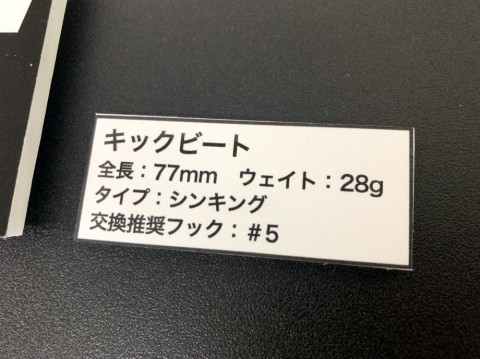 キックビート
全長：77mm　ウェイト：28g
タイプ：シンキング
交換推奨フック：#5